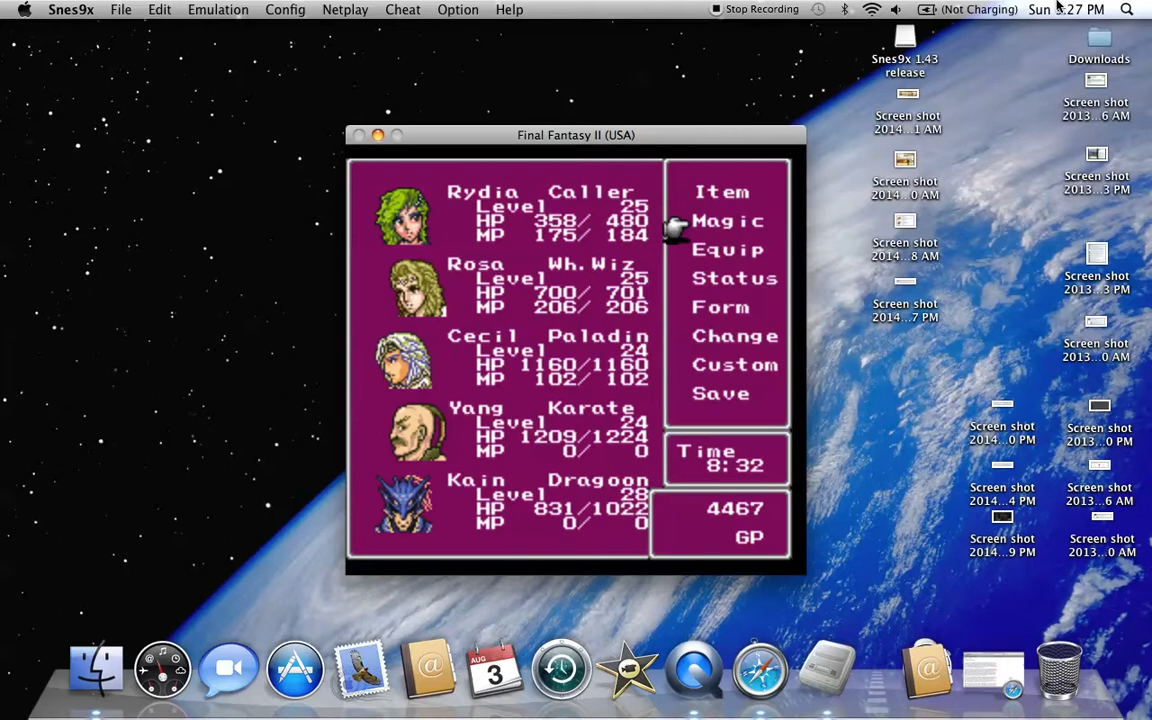 Snes9x File Edit Emulation Config Netplay Cheat Option Help Stop Recording (Not Charging) Sun :27 PM
Snes9x 1.43
release
Downloads
Screen shot
2014...1 AM
Screen shot
2013...6 AM
Screen shot
2014...0 AM
Screen shot
2013...3 PM
Screen shot
2014...8 AM
Screen shot
2013...3 PM
Screen shot
2014...7 PM
Screen shot
2013...0 AM
Screen shot
2014...0 PM
Screen shot
2013...0 PM
Screen shot
2014...4 PM
Screen shot
2013...6 AM
Screen shot
2014...9 PM
Screen shot
2013...0 AM
Final Fantasy II (USA)
Rydia Caller
Level 25
HP 358/ 480
MP 175/ 184
Rosa Wh.Wiz
Level 25
HP 700/ 701
MP 206/ 206
Cecil Paladin
Level 24
HP 1160/1160
MP 102/ 102
Yang Karate
Level 24
HP 1209/1224
MP 0/ 0
Kain Dragoon
Level 28
HP 831/1022
MP 0/ 0
Item
Magic
Equip
Status
Form
Change
Custom
Save
Time
8:32
4467
GP
AUG
3